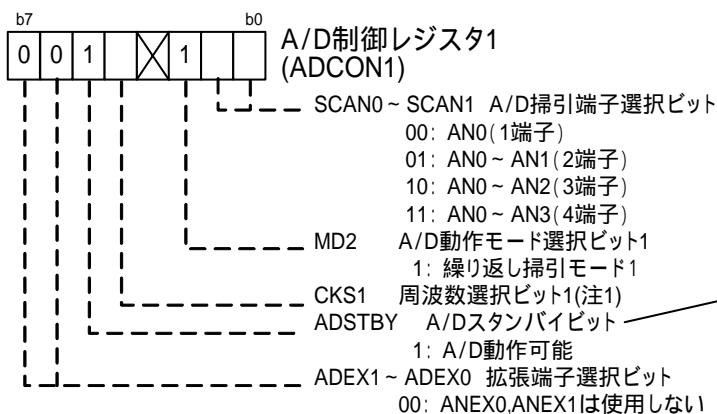 b7 b0
0 0 1 1
A/D制御レジスタ1
(ADCON1)
SCAN0~SCAN1 A/D掃引端子選択ビット
00: AN0(1端子)
01: AN0~AN1(2端子)
10: AN0~AN2(3端子)
11: AN0~AN3(4端子)
MD2 A/D動作モード選択ビット1
1: 繰り返し掃引モード1
CKS1 周波数選択ビット1(注1)
ADSTBY A/Dスタンバイビット
1: A/D動作可能
ADEX1~ADEX0 拡張端子選択ビット
00: ANEX0,ANEX1は使用しない